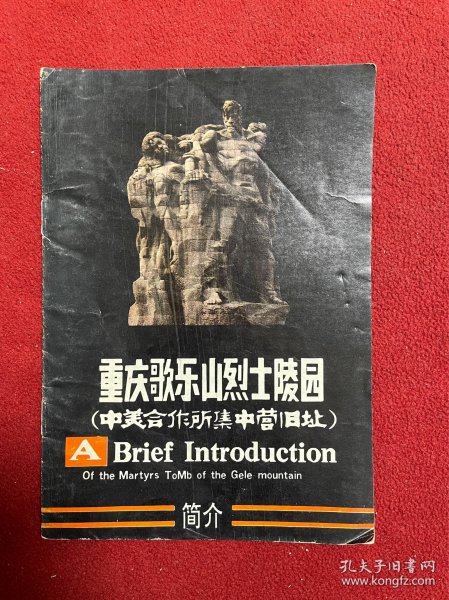 重庆歌乐山烈士陵园
(中美合作所集中营旧址)
A Brief Introduction
Of the Martyrs ToMb of the Gele mountain
简介
孔夫子旧书网
www.kongfz.com